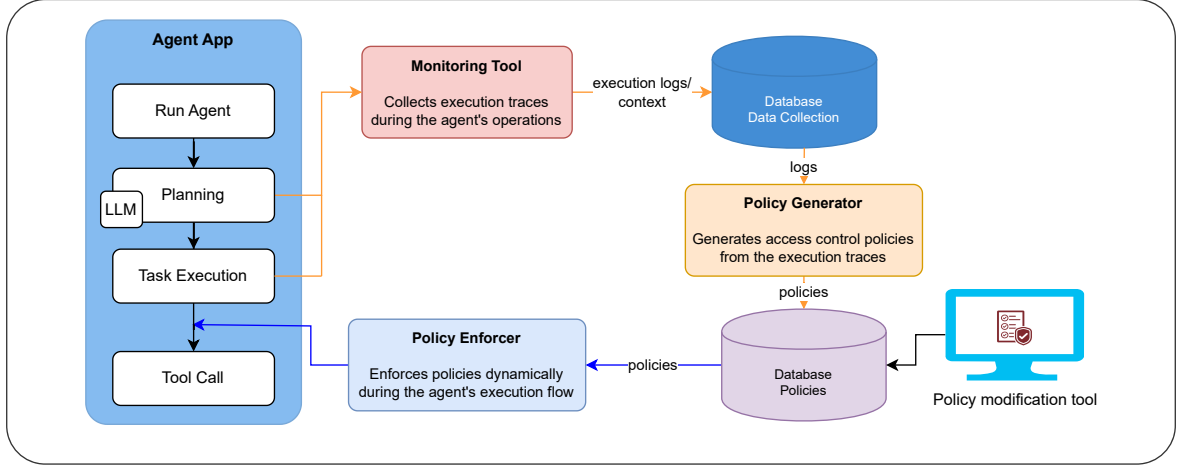 Agent App
Run Agent
Planning
LLM
Task Execution
Tool Call
Monitoring Tool
Collects execution traces
during the agent's operations
execution logs/
context
Database
Data Collection
logs
Policy Generator
Generates access control policies
from the execution traces
policies
Policy Enforcer
Enforces policies dynamically
during the agent's execution flow
policies
Database
Policies
Policy modification tool